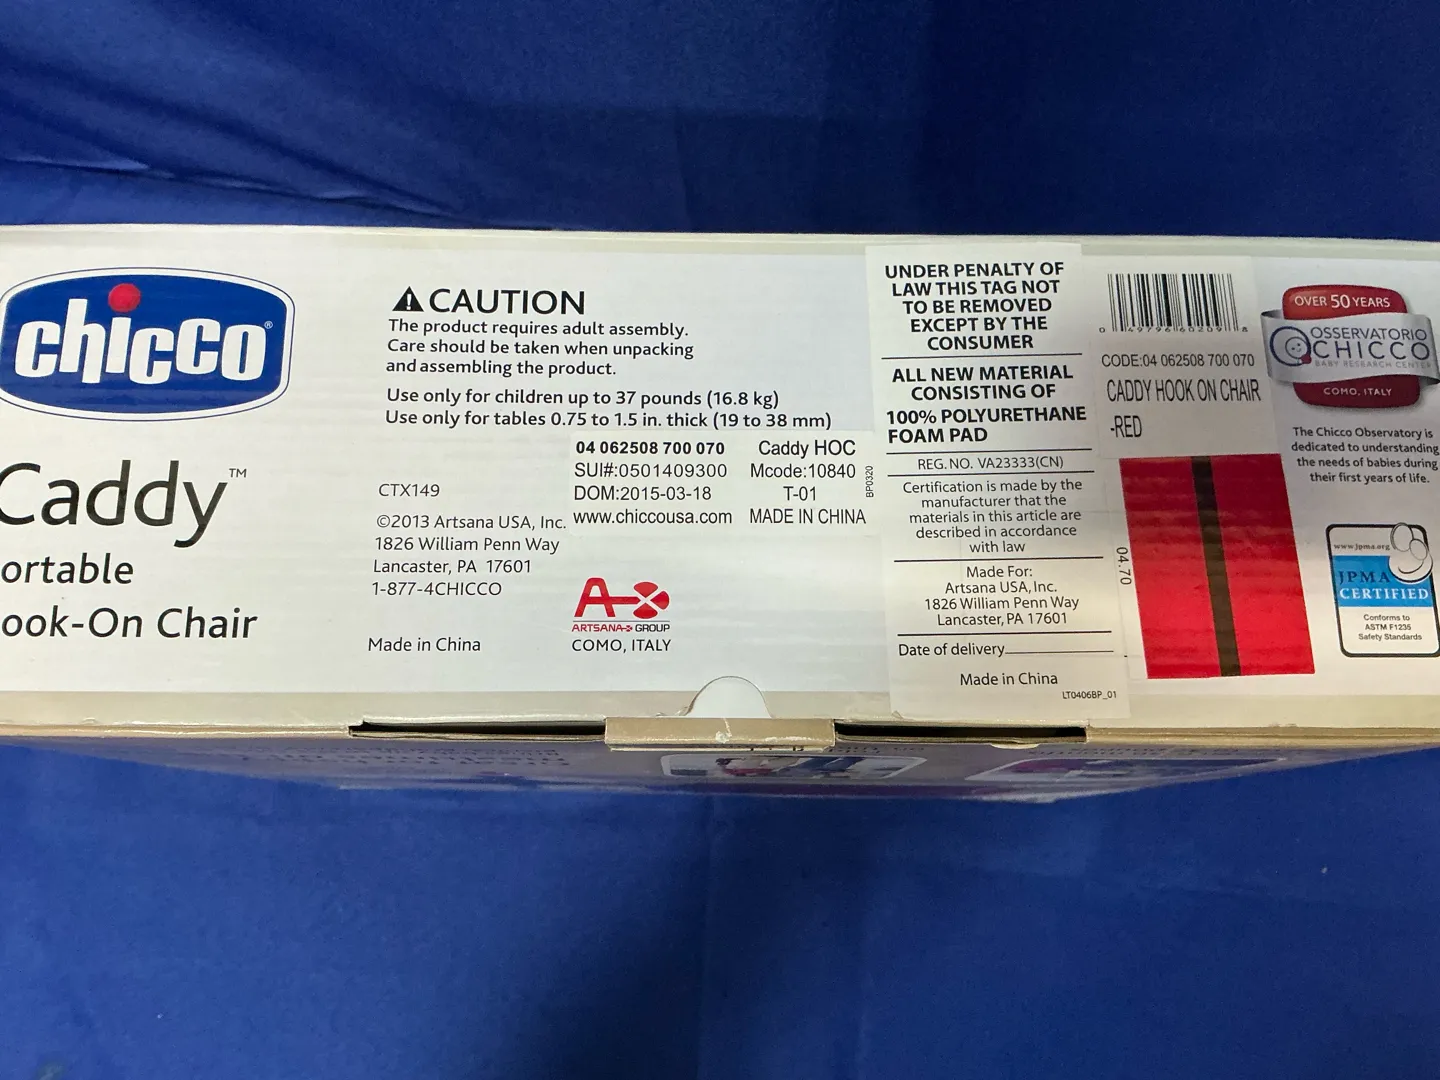 chicco®
Caddy™
ortable
ook-On Chair
CAUTION
The product requires adult assembly.
Care should be taken when unpacking
and assembling the product.
Use only for children up to 37 pounds (16.8 kg)
Use only for tables 0.75 to 1.5 in. thick (19 to 38 mm)
CTX149
©2013 Artsana USA, Inc.
1826 William Penn Way
Lancaster, PA 17601
1-877-4CHICCO
Made in China
04 062508 700 070 Caddy HOC
SUI#:0501409300 Mcode:10840
DOM:2015-03-18 T-01
www.chiccousa.com MADE IN CHINA
BP0320
ARTSANA GROUP
COMO, ITALY
UNDER PENALTY OF
LAW THIS TAG NOT
TO BE REMOVED
EXCEPT BY THE
CONSUMER
ALL NEW MATERIAL
CONSISTING OF
100% POLYURETHANE
FOAM PAD
REG. NO. VA23333(CN)
Certification is made by the
manufacturer that the
materials in this article are
described in accordance
with law
Made For:
Artsana USA, Inc.
1826 William Penn Way
Lancaster, PA 17601
Date of delivery
Made in China
LT0406BP_01
CODE:04 062508 700 070
CADDY HOOK ON CHAIR
-RED
04.70
OVER 50 YEARS
OSSERVATORIO
CHICCO
BABY RESEARCH CENTER
COMO, ITALY
The Chicco Observatory is
dedicated to understanding
the needs of babies during
their first years of life.
www.jpma.org
JPMA
CERTIFIED
Conforms to
ASTM F1235
Safety Standards